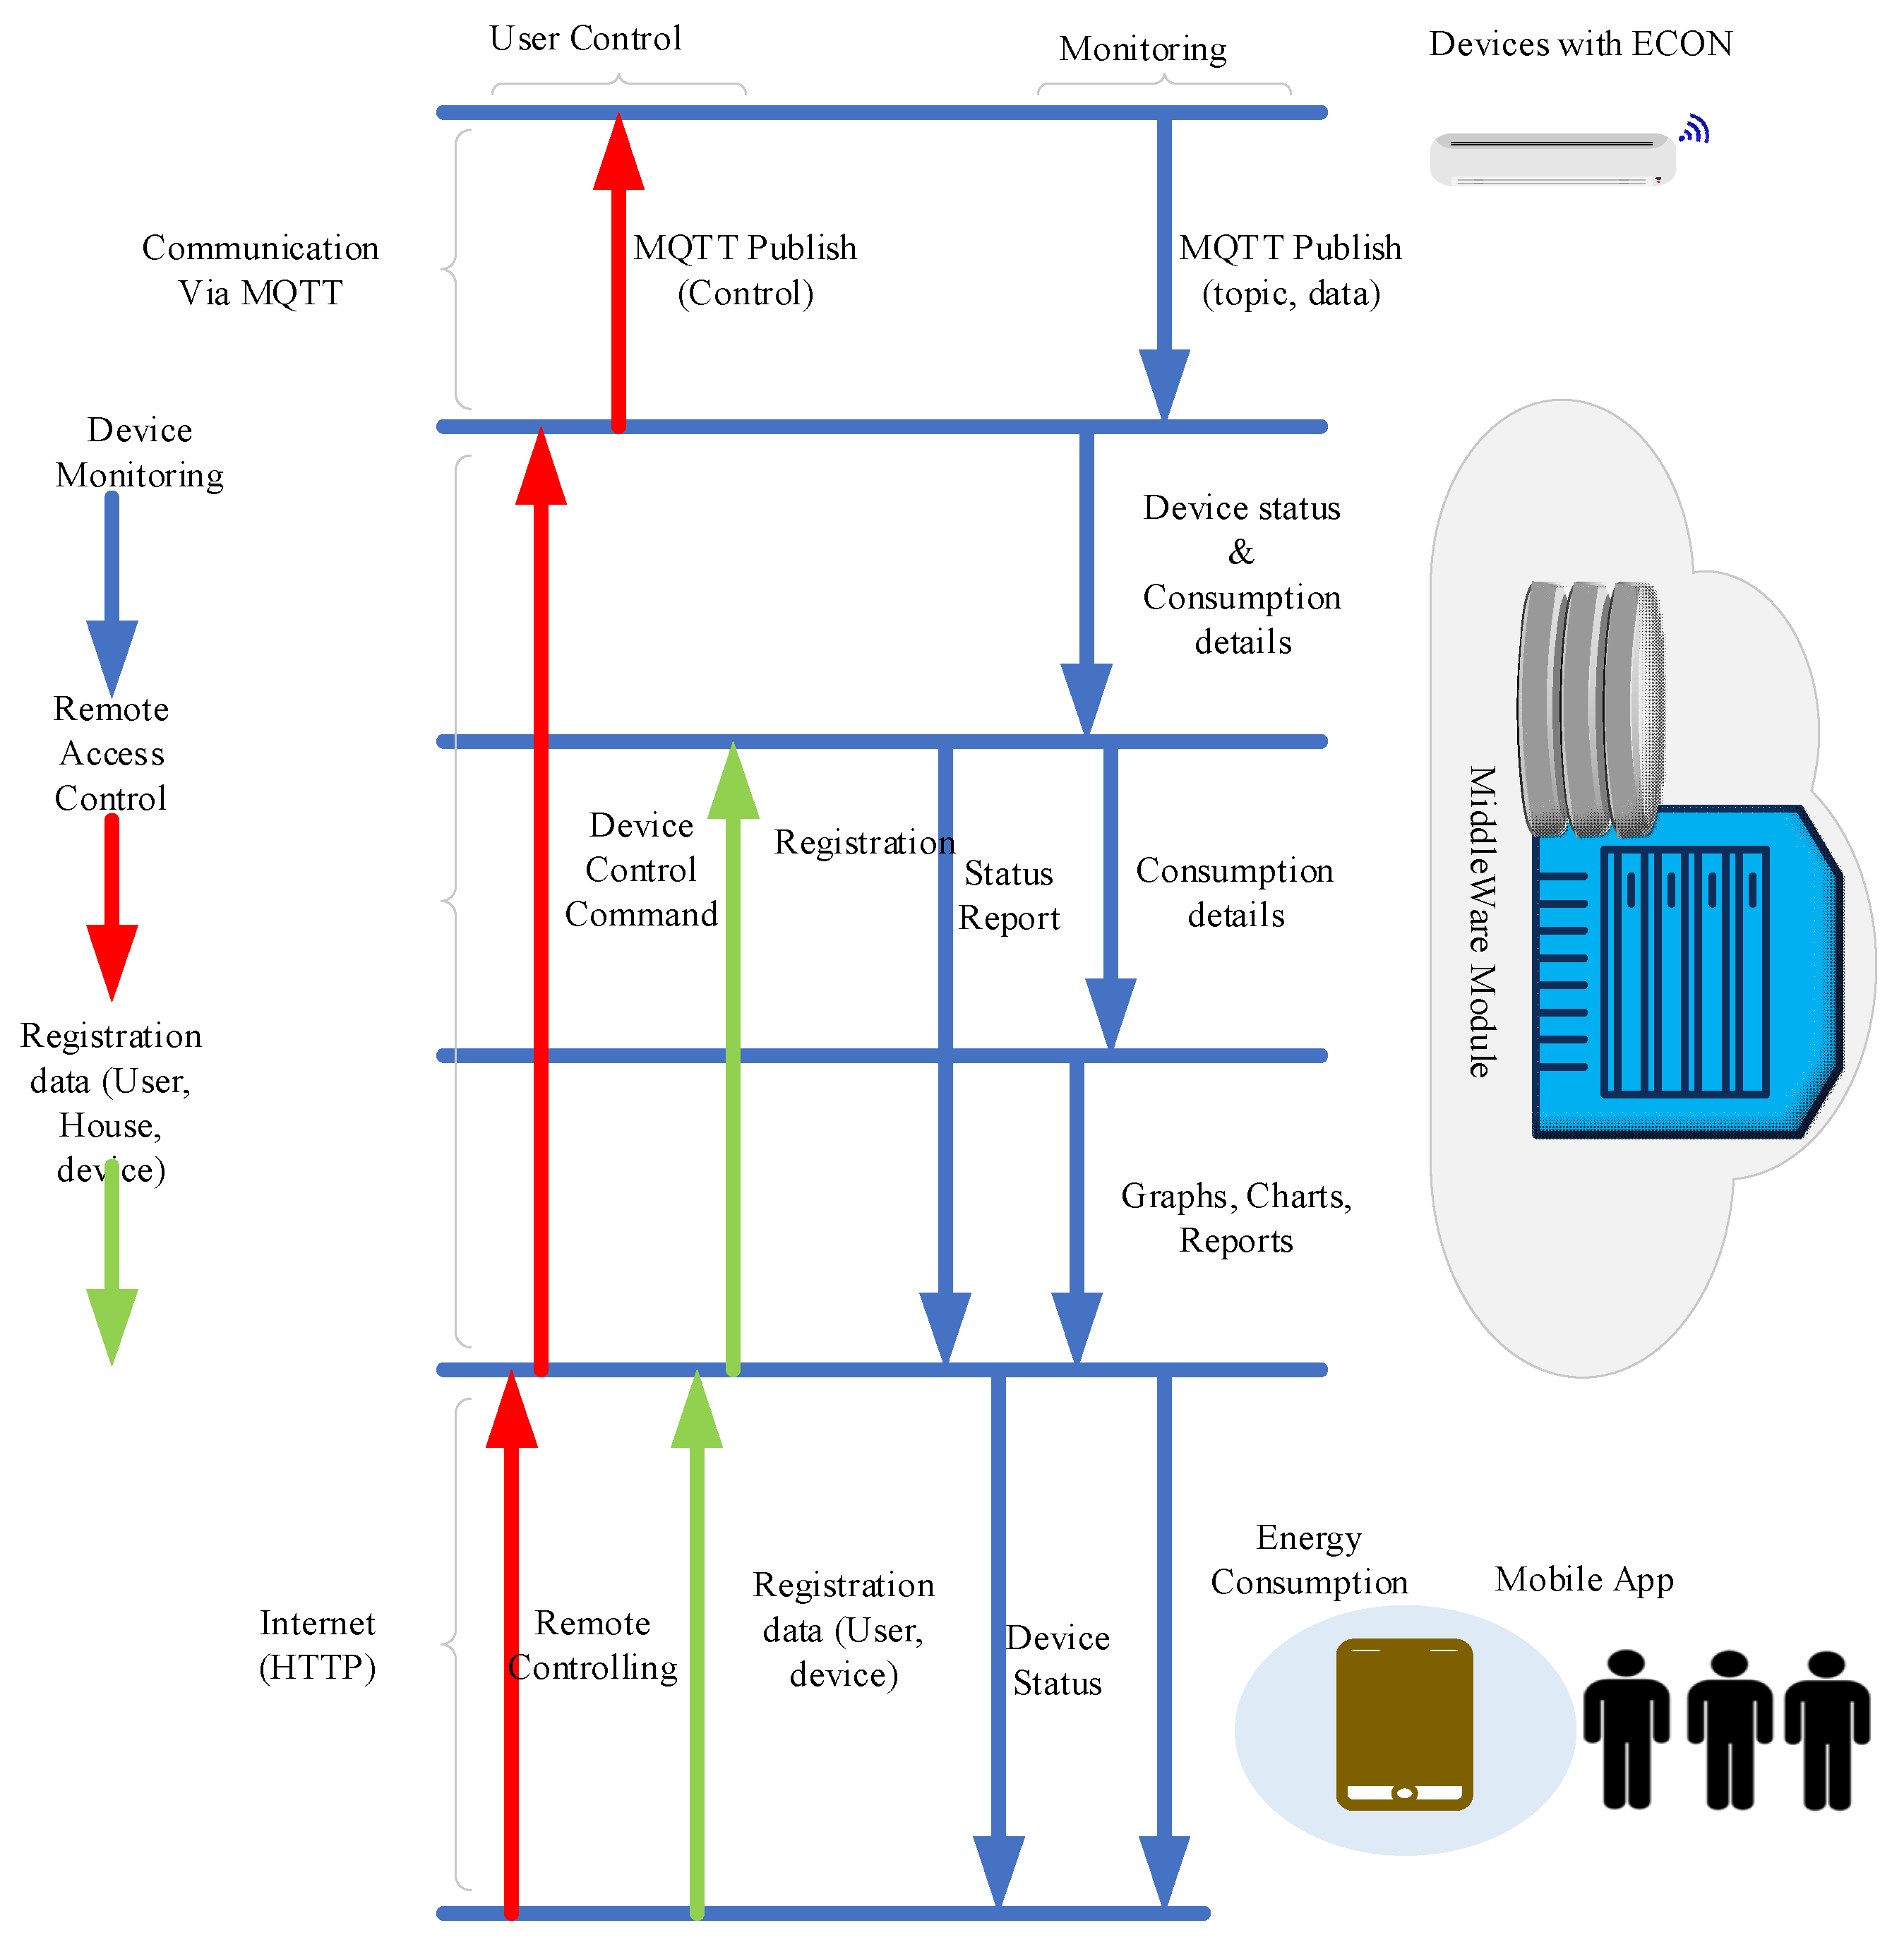 User Control
Monitoring
Devices with ECON
Communication
Via MQTT
MQTT Publish
(Control)
MQTT Publish
(topic, data)
Device
Monitoring
Device status
&
Consumption
details
Remote
Access
Control
Device
Control
Command
Registration
Status
Report
Consumption
details
MiddleWare Module
Registration
data (User,
House,
device)
Graphs, Charts,
Reports
Internet
(HTTP)
Remote
Controlling
Registration
data (User,
device)
Device
Status
Energy
Consumption
Mobile App